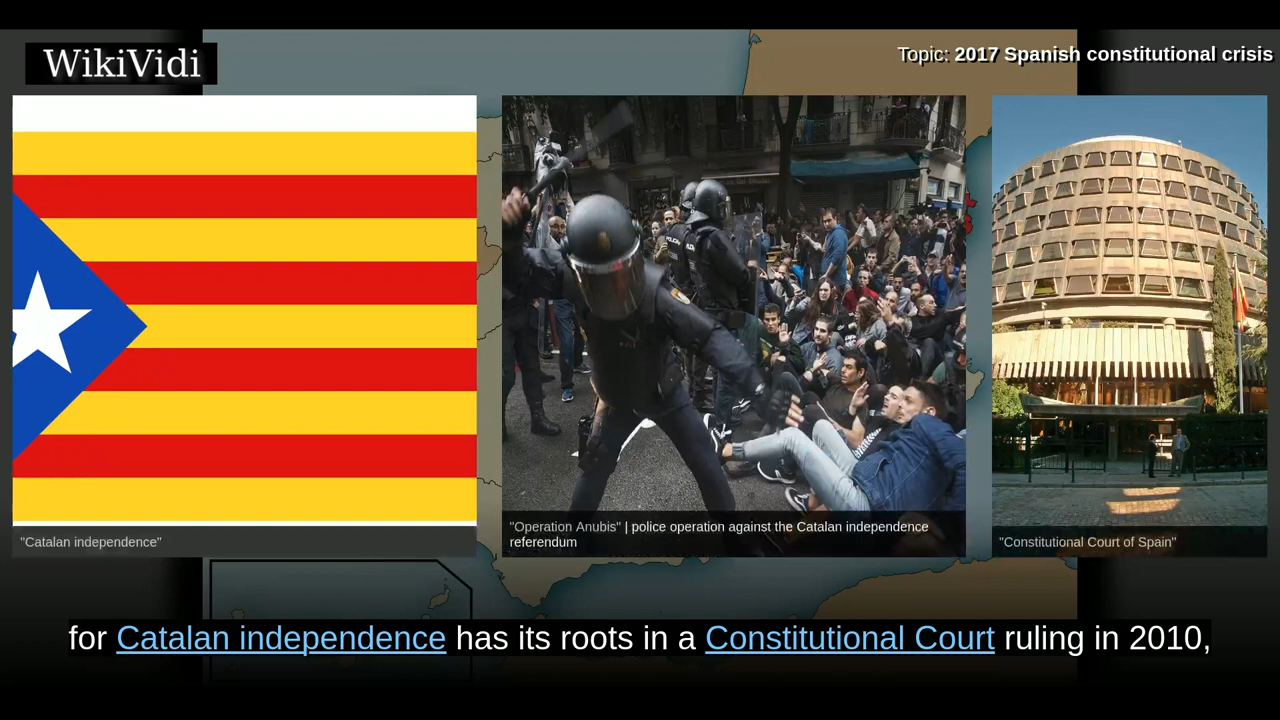 WikiVidi
Topic: 2017 Spanish constitutional crisis
"Catalan independence"
"Operation Anubis" | police operation against the Catalan independence
referendum
"Constitutional Court of Spain"
for Catalan independence has its roots in a Constitutional Court ruling in 2010,